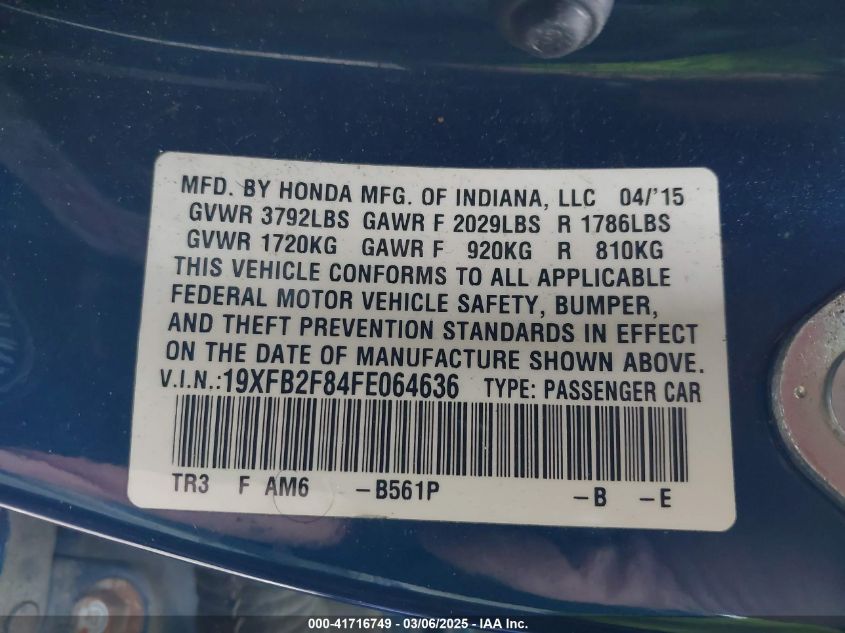 MFD. BY HONDA MFG. OF INDIANA, LLC 04/'15
GVWR 3792LBS GAWR F 2029LBS R 1786LBS
GVWR 1720KG GAWR F 920KG R 810KG
THIS VEHICLE CONFORMS TO ALL APPLICABLE
FEDERAL MOTOR VEHICLE SAFETY, BUMPER,
AND THEFT PREVENTION STANDARDS IN EFFECT
ON THE DATE OF MANUFACTURE SHOWN ABOVE.
V.I.N.:19XFB2F84FE064636 TYPE: PASSENGER CAR
TR3 F AM6 -B561P -B -E
000-41716749 - 03/06/2025 - IAA Inc.